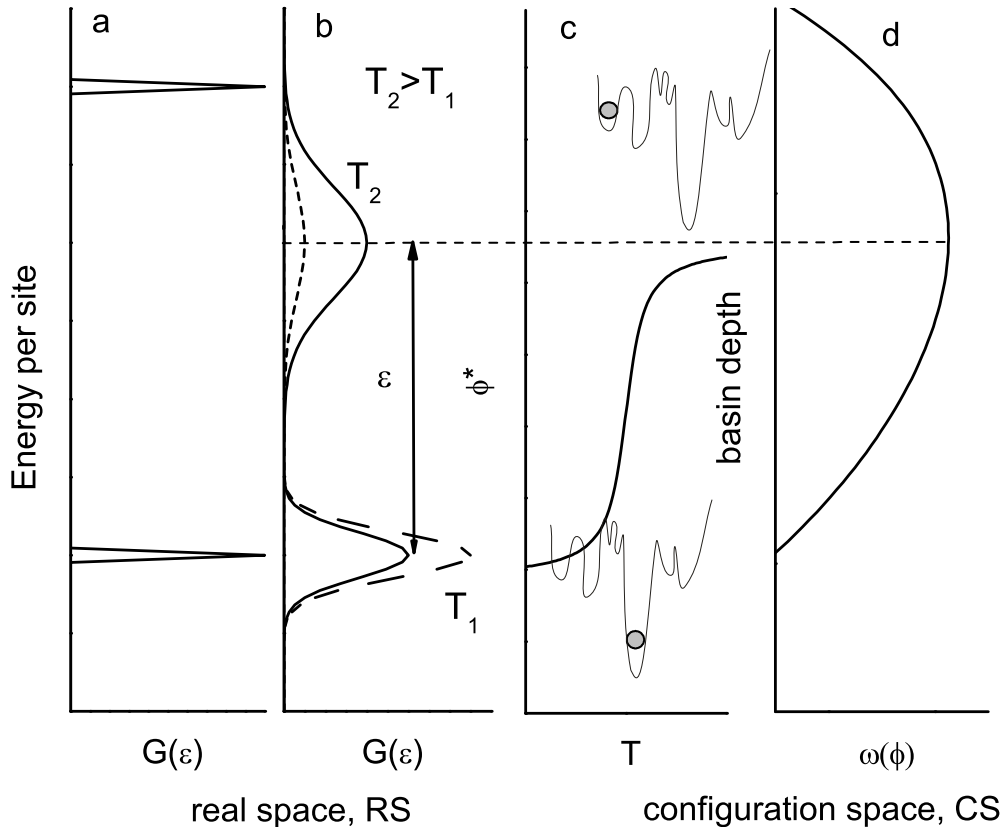 a
b
c
d
T₂>T₁
T₂
Energy per site
ε
ϕ*
basin depth
T₁
G(ε)
G(ε)
T
ω(ϕ)
real space, RS
configuration space, CS